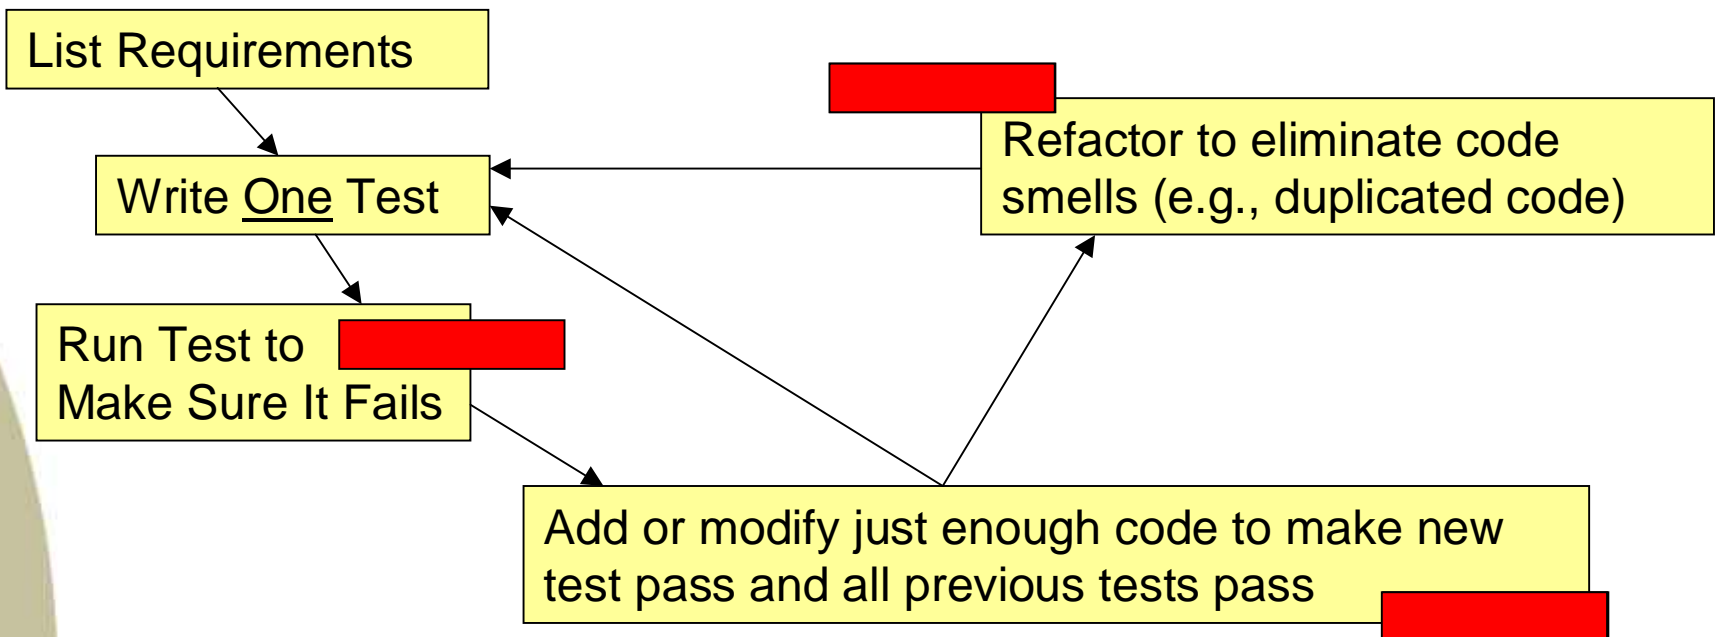 List Requirements
Write One Test
Run Test to
Make Sure It Fails
Add or modify just enough code to make new
test pass and all previous tests pass
Refactor to eliminate code
smells (e.g., duplicated code)